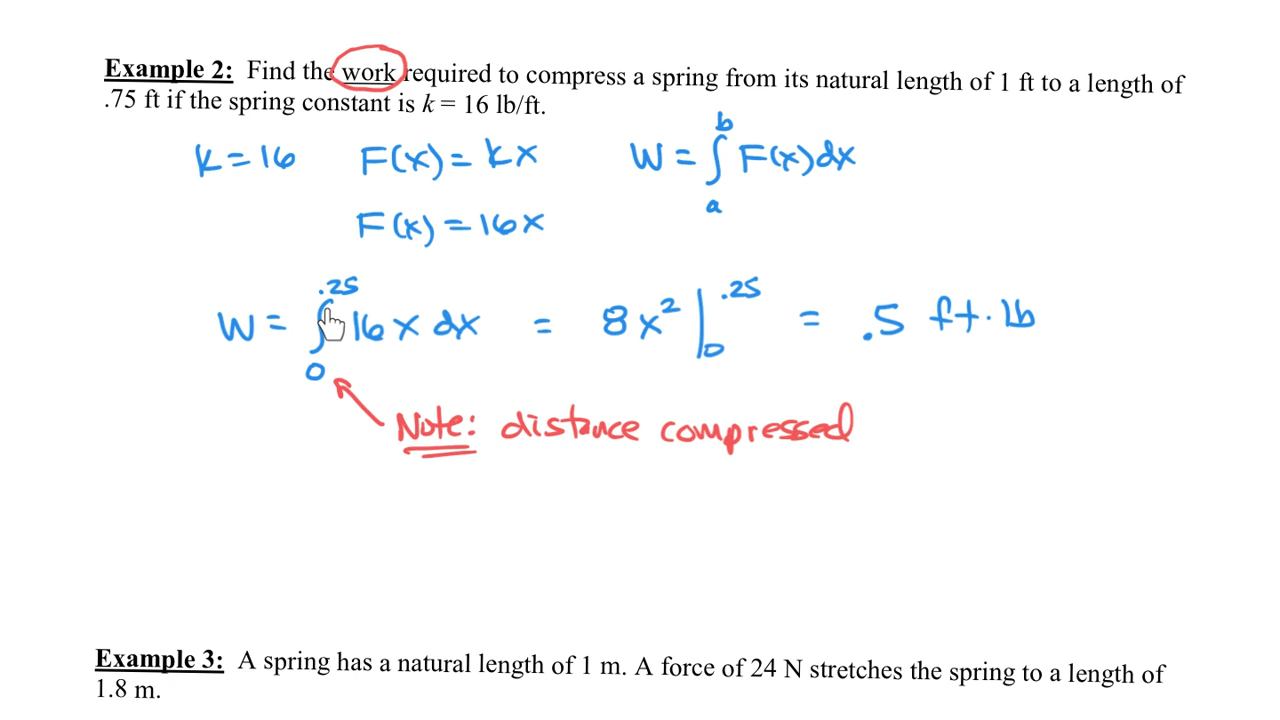 Example 2: Find the work required to compress a spring from its natural length of 1 ft to a length of
.75 ft if the spring constant is k = 16 lb/ft.
k = 16 F(x) = kx W = ∫_a^b F(x) dx
F(x) = 16x
W = ∫_0^.25 16x dx = 8x² |_0^.25 = .5 ft·lb
Note: distance compressed
Example 3: A spring has a natural length of 1 m. A force of 24 N stretches the spring to a length of
1.8 m.